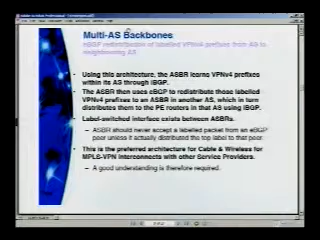 Multi-AS Backbones
eBGP redistribution of labelled VPNv4 prefixes from AS to
neighbouring AS
• Using this architecture, the ASBR learns VPNv4 prefixes
within its AS through iBGP.
• The ASBR then uses eBGP to redistribute those labelled
VPNv4 prefixes to an ASBR in another AS, which in turn
distributes them to the PE routers in that AS using iBGP.
• Label-switched interface exists between ASBRs.
– ASBR should never accept a labelled packet from an eBGP
peer unless it actually distributed the top label to that peer.
• This is the preferred architecture for Cable & Wireless for
MPLS-VPN interconnects with other Service Providers.
– A good understanding is therefore required.